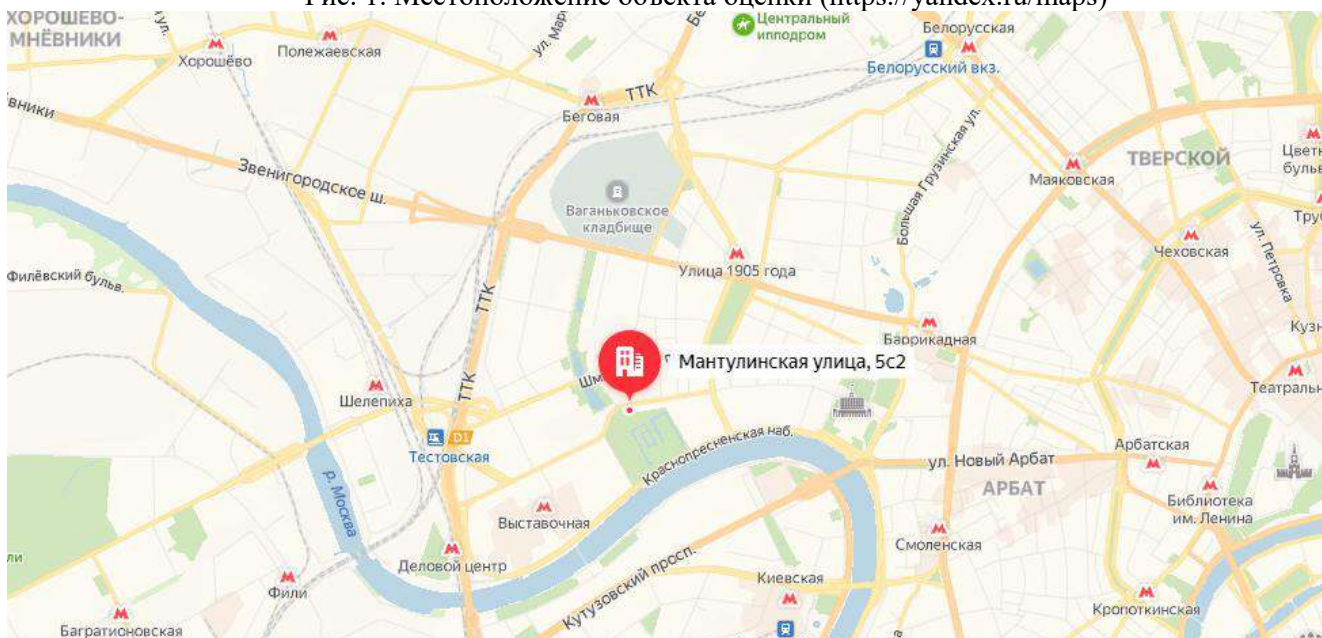 Рис. 1. Местоположение объекта оценки (https://yandex.ru/maps)
ХОРОШЁВО-
МНЁВНИКИ
Хорошёво
Полежаевская
Центральный
ипподром
Белорусская
Белорусский вкз.
ТТК
Беговая
Звенигородское ш.
Ваганьковское
кладбище
Большая Грузинская ул.
Маяковская
ТВЕРСКОЙ
Чеховская
ул. Петровка
Улица 1905 года
Филёвский бульв.
ТТК
Баррикадная
Мантулинская улица, 5с2
Шелепиха
ТТК
Тестовская
D1
Краснопресненская наб.
ул. Новый Арбат
АРБАТ
Арбатская
Библиотека
им. Ленина
р. Москва
Выставочная
Деловой центр
Смоленская
Фили
Кутузовский просп.
Киевская
Кропоткинская
Багратионовская